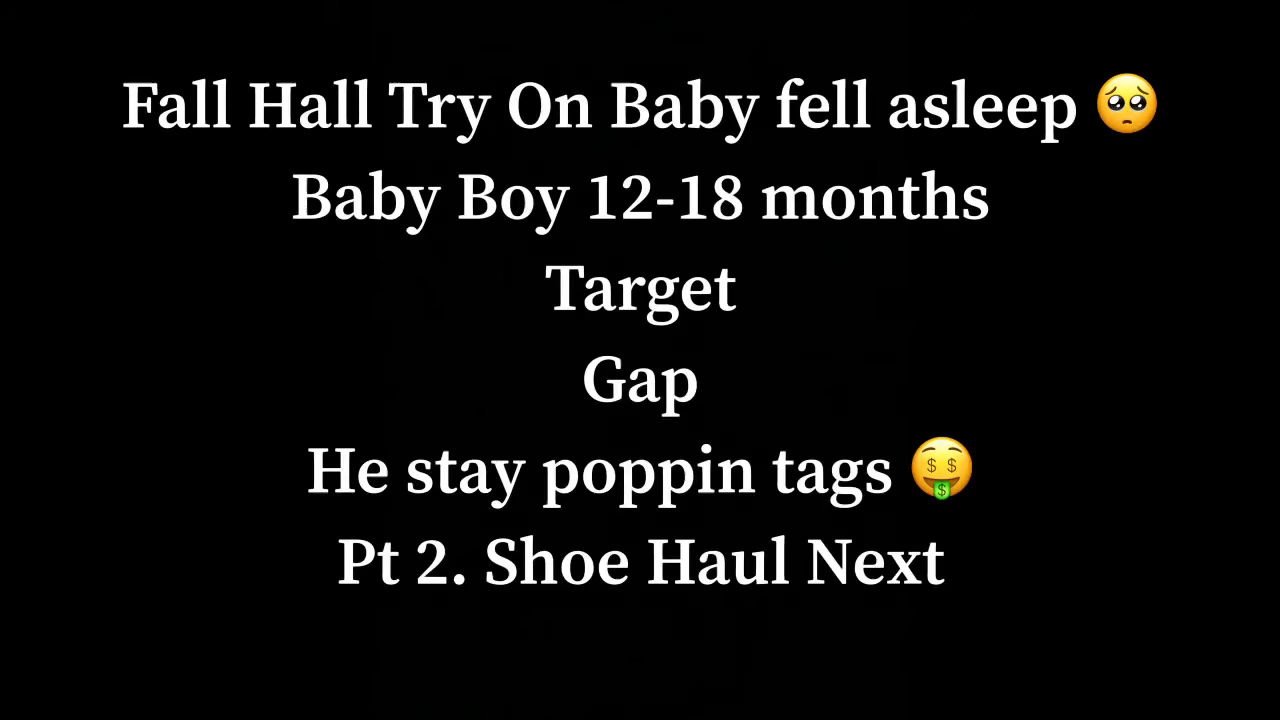 Fall Hall Try On Baby fell asleep 🥺
Baby Boy 12-18 months
Target
Gap
He stay poppin tags 🤑
Pt 2. Shoe Haul Next